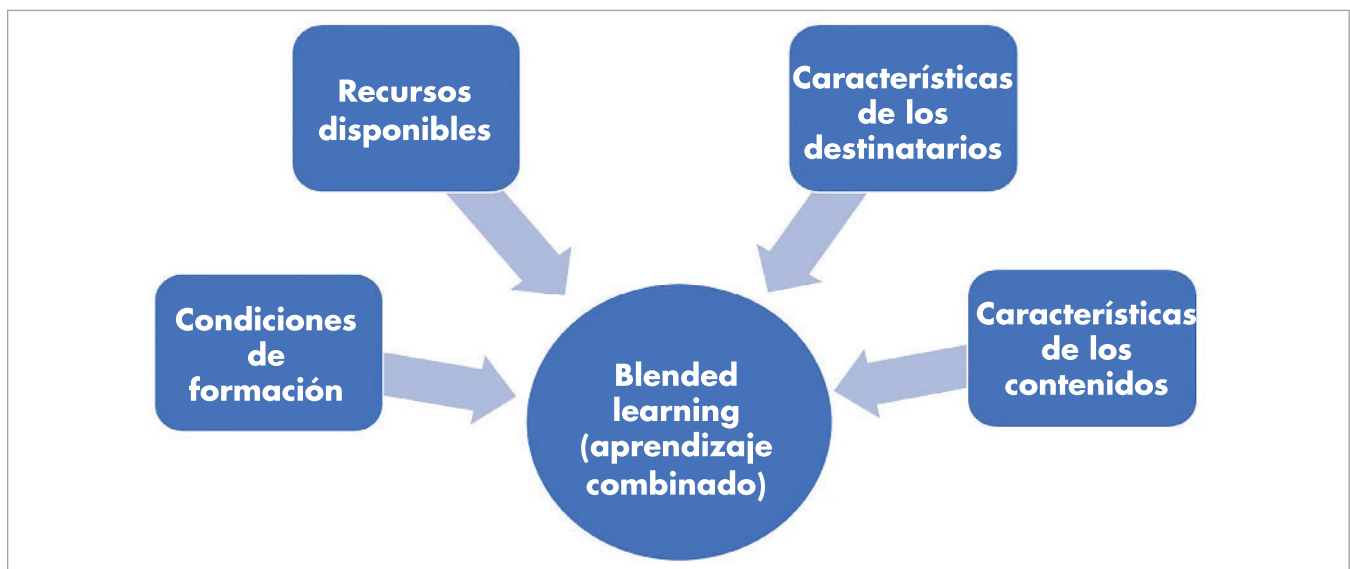 Recursos
disponibles
Características
de los
destinatarios
Condiciones
de
formación
Características
de los
contenidos
Blended
learning
(aprendizaje
combinado)